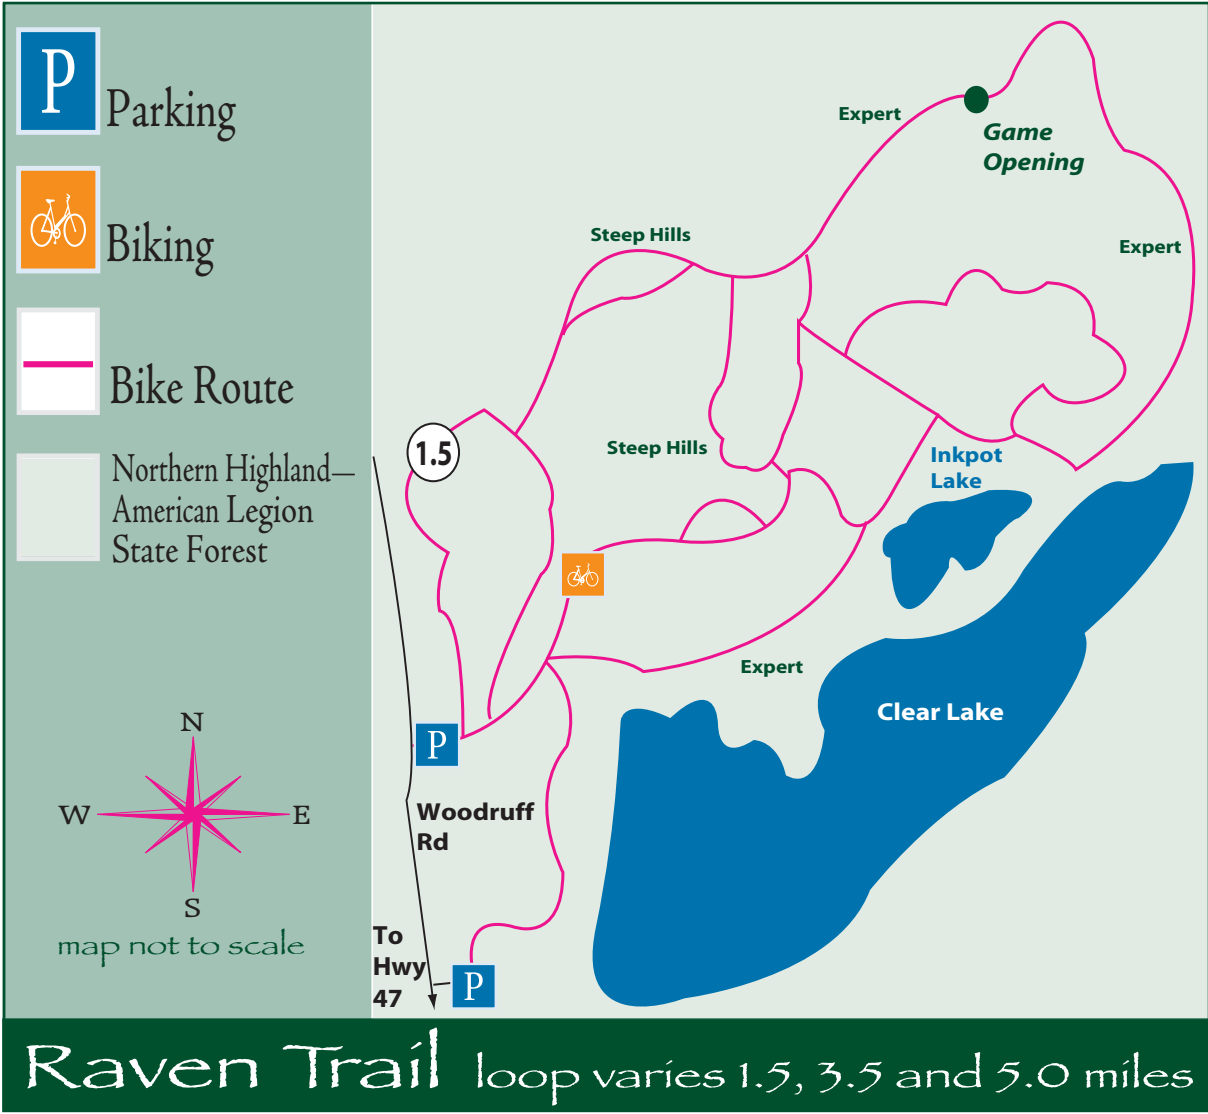 P
Parking
Biking
Bike Route
Northern Highland—
American Legion
State Forest
N
W
E
S
map not to scale
Expert
Game
Opening
Expert
Steep Hills
1.5
Steep Hills
Inkpot
Lake
Expert
Clear Lake
P
Woodruff
Rd
To
Hwy
47
P
Raven Trail loop varies 1.5, 3.5 and 5.0 miles